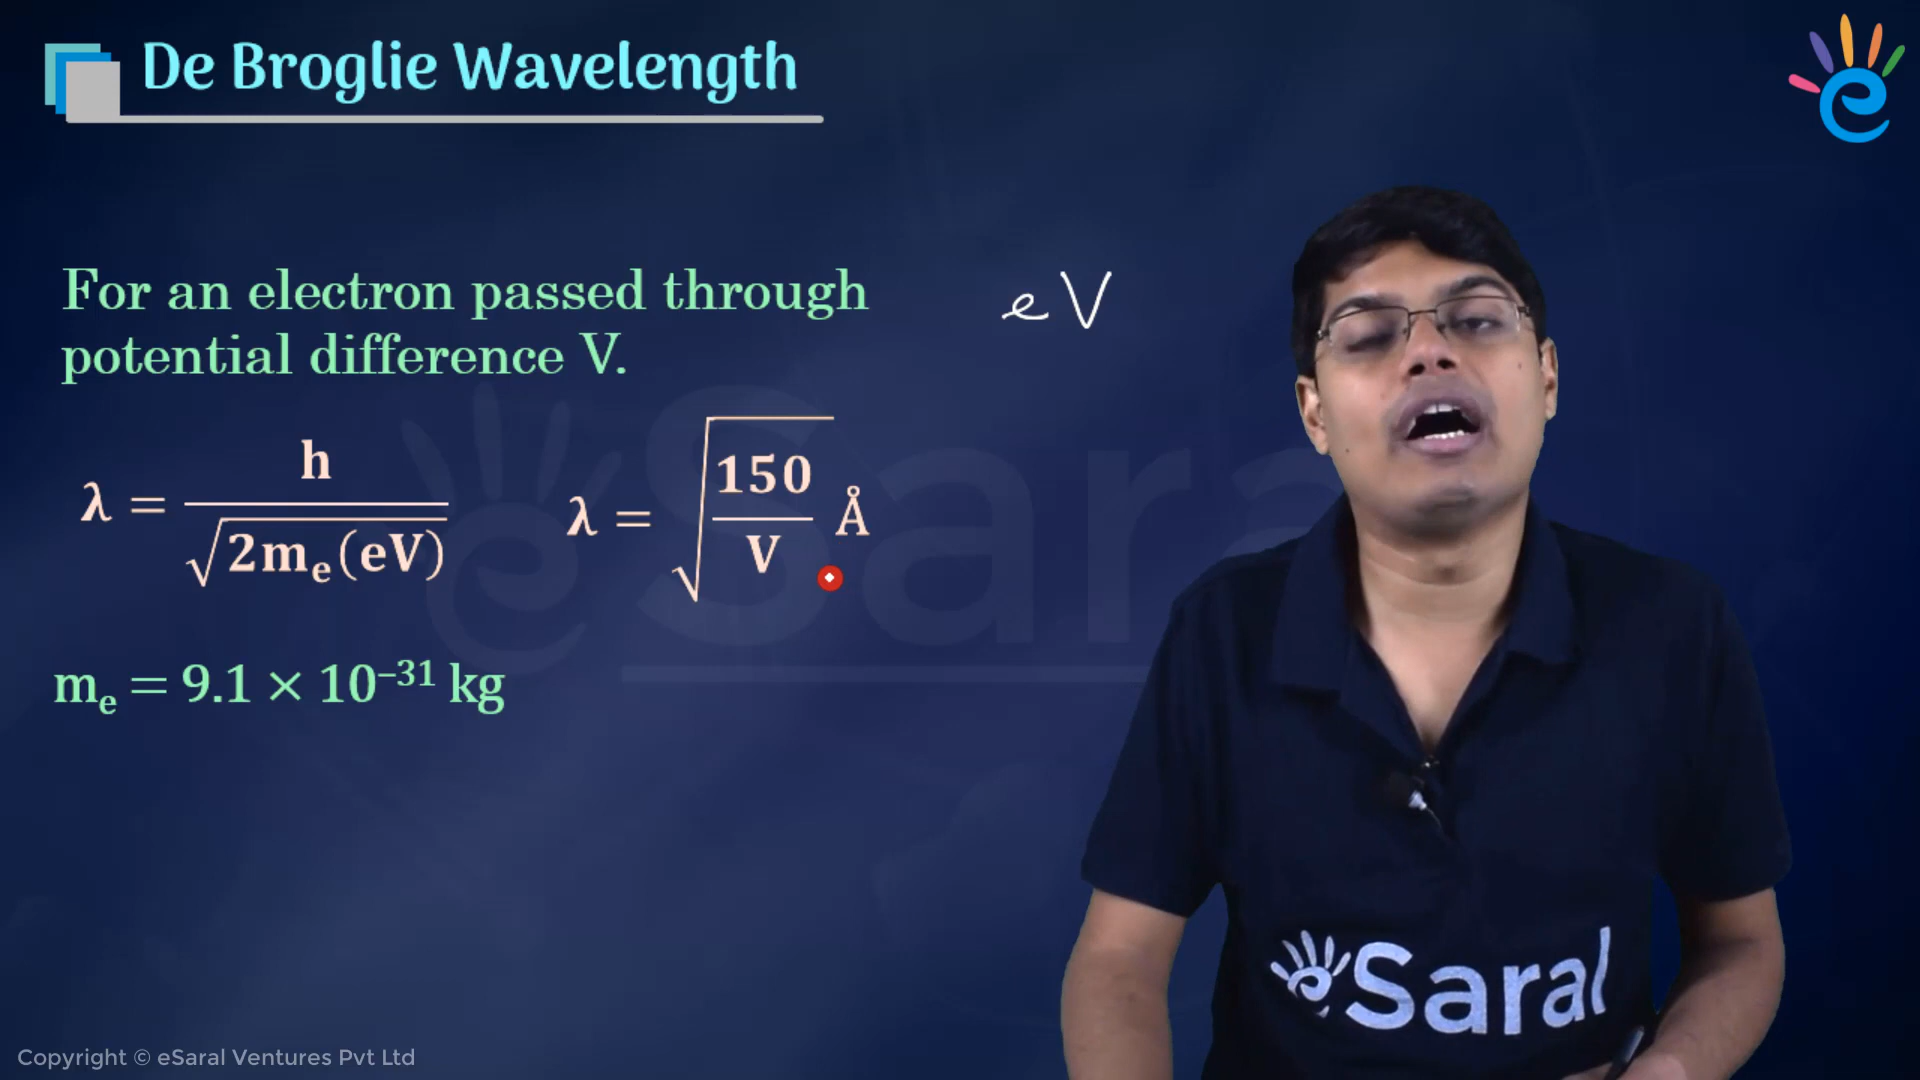 De Broglie Wavelength
For an electron passed through
potential difference V.
eV
λ = h / √2mₑ(eV)
λ = √150 / V Å
mₑ = 9.1 × 10⁻³¹ kg
eSaral
eSaral
Copyright © eSaral Ventures Pvt Ltd